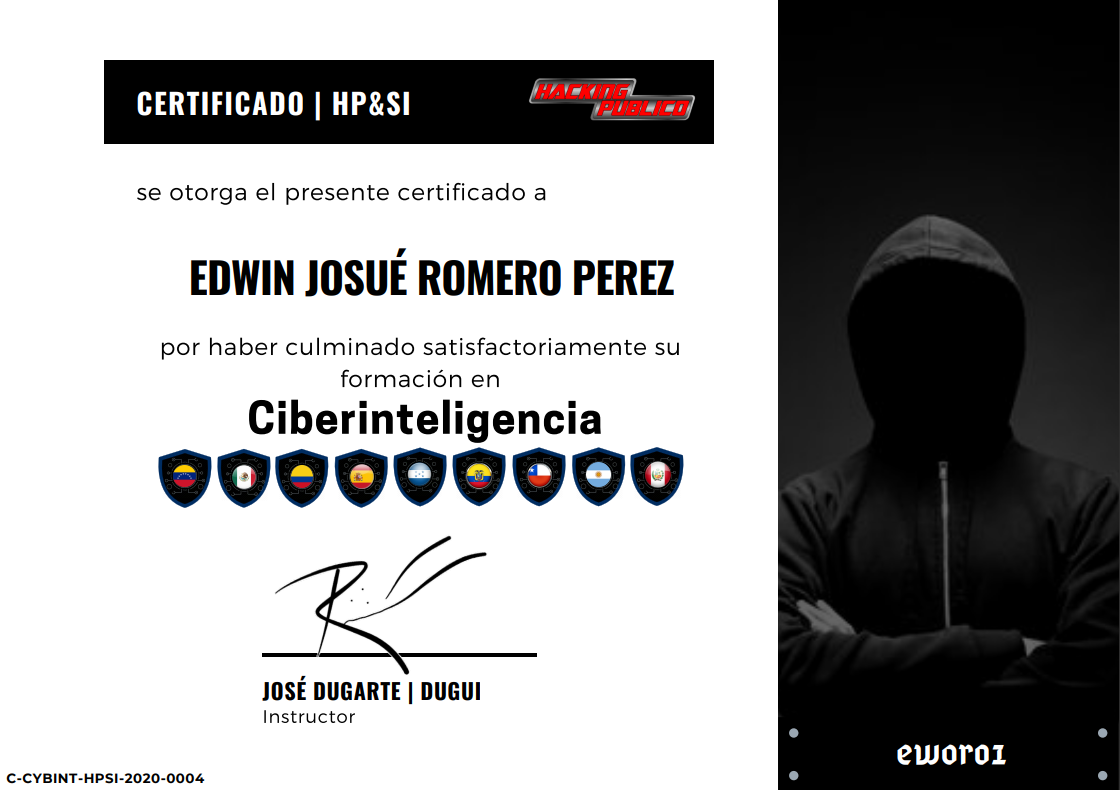 CERTIFICADO | HP&SI
HACKING
PUBLICO
se otorga el presente certificado a
EDWIN JOSUÉ ROMERO PEREZ
por haber culminado satisfactoriamente su
formación en
Ciberinteligencia
JOSÉ DUGARTE | DUGUI
Instructor
C-CYBINT-HPSI-2020-0004
eworo1